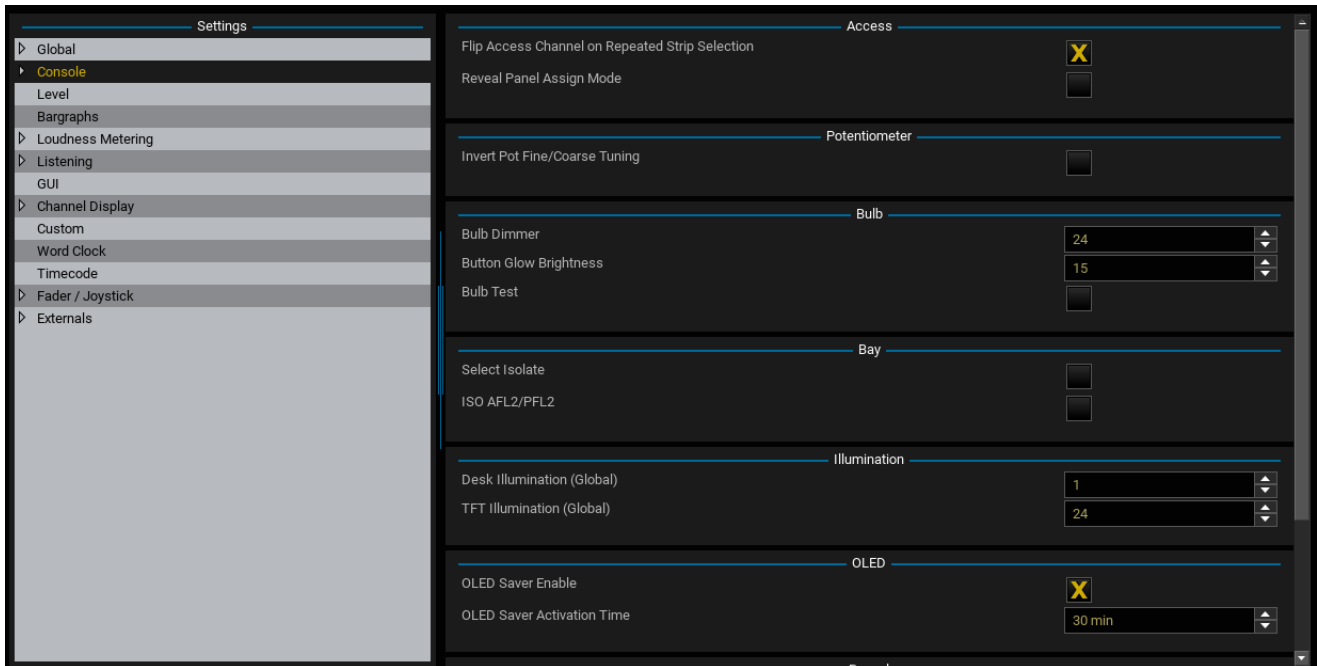 Settings
Global
Console
Level
Bargraphs
Loudness Metering
Listening
GUI
Channel Display
Custom
Word Clock
Timecode
Fader / Joystick
Externals
Access
Flip Access Channel on Repeated Strip Selection
X
Reveal Panel Assign Mode
Potentiometer
Invert Pot Fine/Coarse Tuning
Bulb
Bulb Dimmer
24
Button Glow Brightness
15
Bulb Test
Bay
Select Isolate
ISO AFL2/PFL2
Illumination
Desk Illumination (Global)
1
TFT Illumination (Global)
24
OLED
OLED Saver Enable
X
OLED Saver Activation Time
30 min